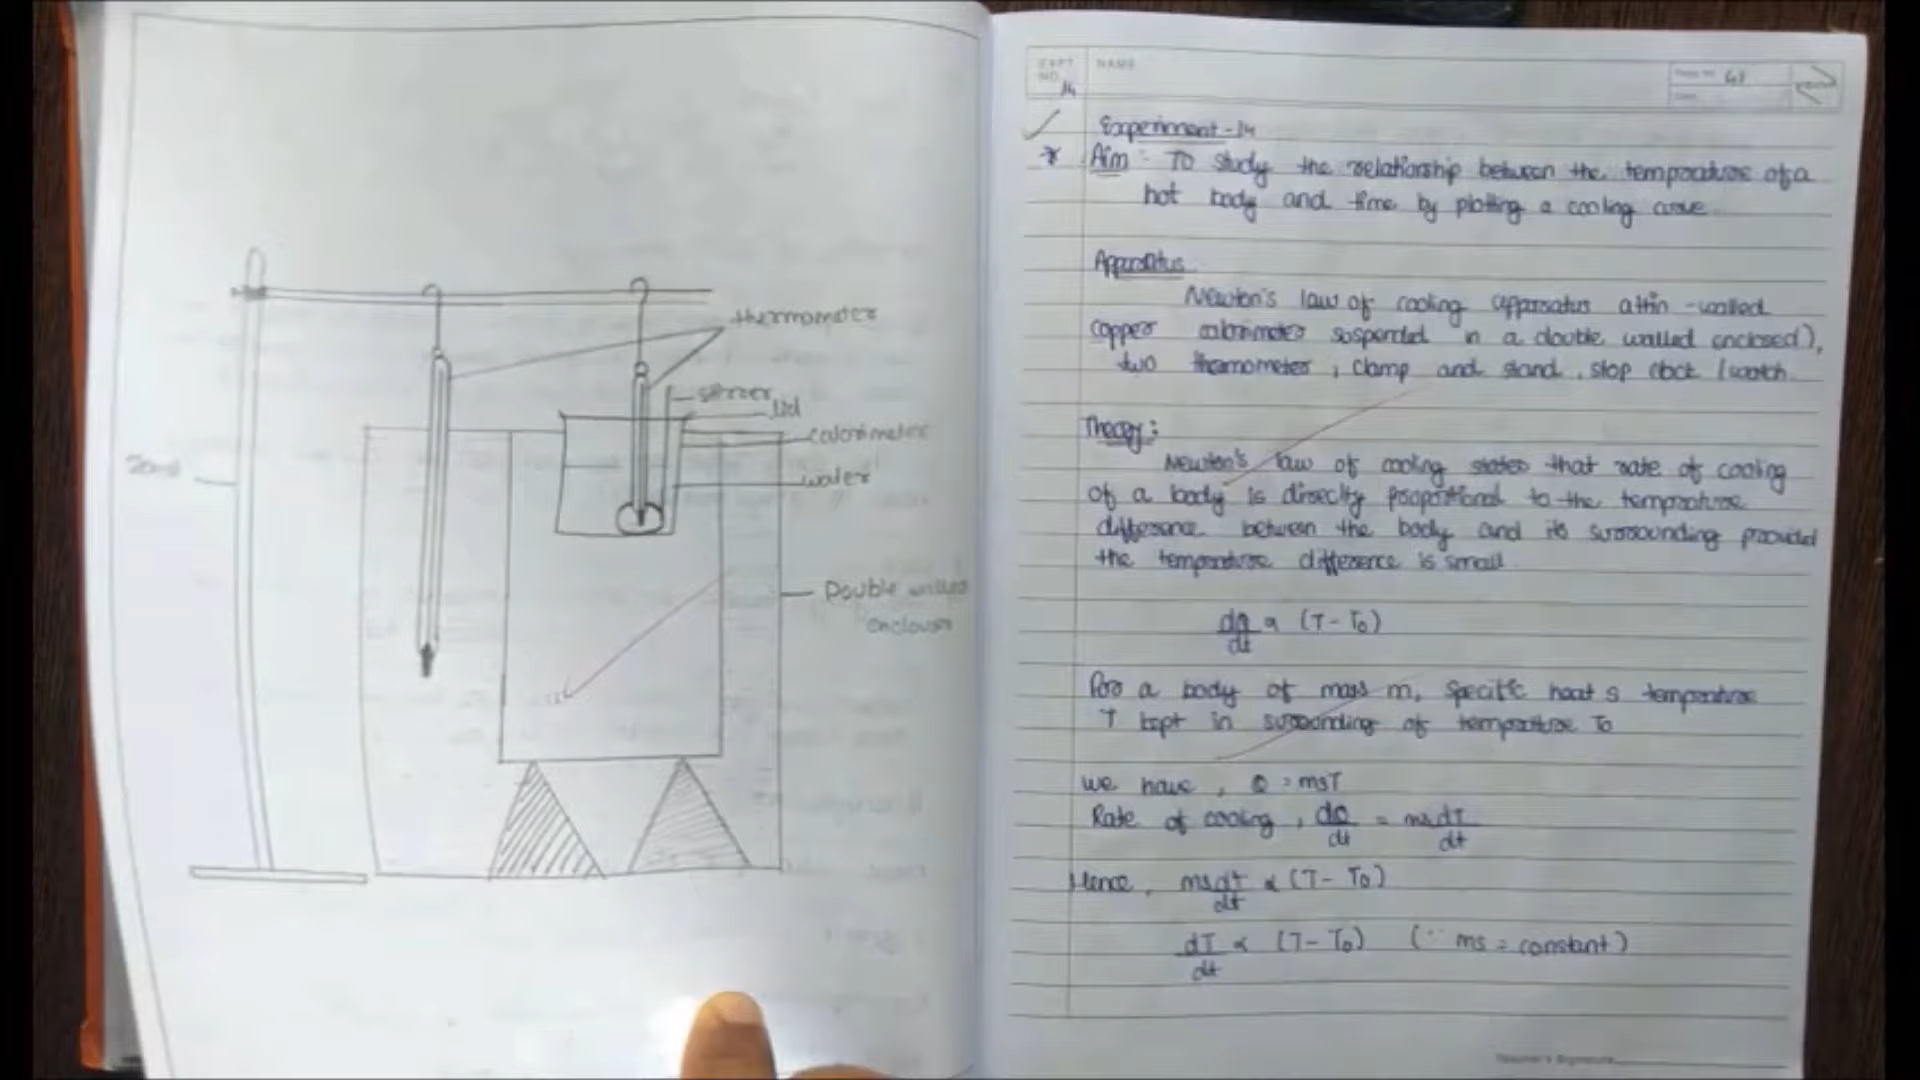 thermometer
stirrer
lid
calorimeter
water
Stand
Double walled
enclosure
EXPT
NO. 14
NAME
Experiment-14
* Aim : To study the relationship between the temperature of a
hot body and time by plotting a cooling curve
Apparatus
Newton's law of cooling apparatus a thin-walled
copper calorimeter suspended in a double walled enclosed),
two thermometer, clamp and stand, stop clock / watch
Theory:
Newton's law of cooling states that rate of cooling
of a body is directly proportional to the temperature
difference between the body and its surrounding provided
the temperature difference is small
dQ/dt ∝ (T - T₀)
For a body of mass m, specific heat s temperature
T kept in surrounding of temperature T₀
we have, Q = msT
Rate of cooling, dQ/dt = ms dT/dt
Hence, ms dT/dt ∝ (T - T₀)
dT/dt ∝ (T - T₀) (∵ ms = constant)
Teacher's Signature